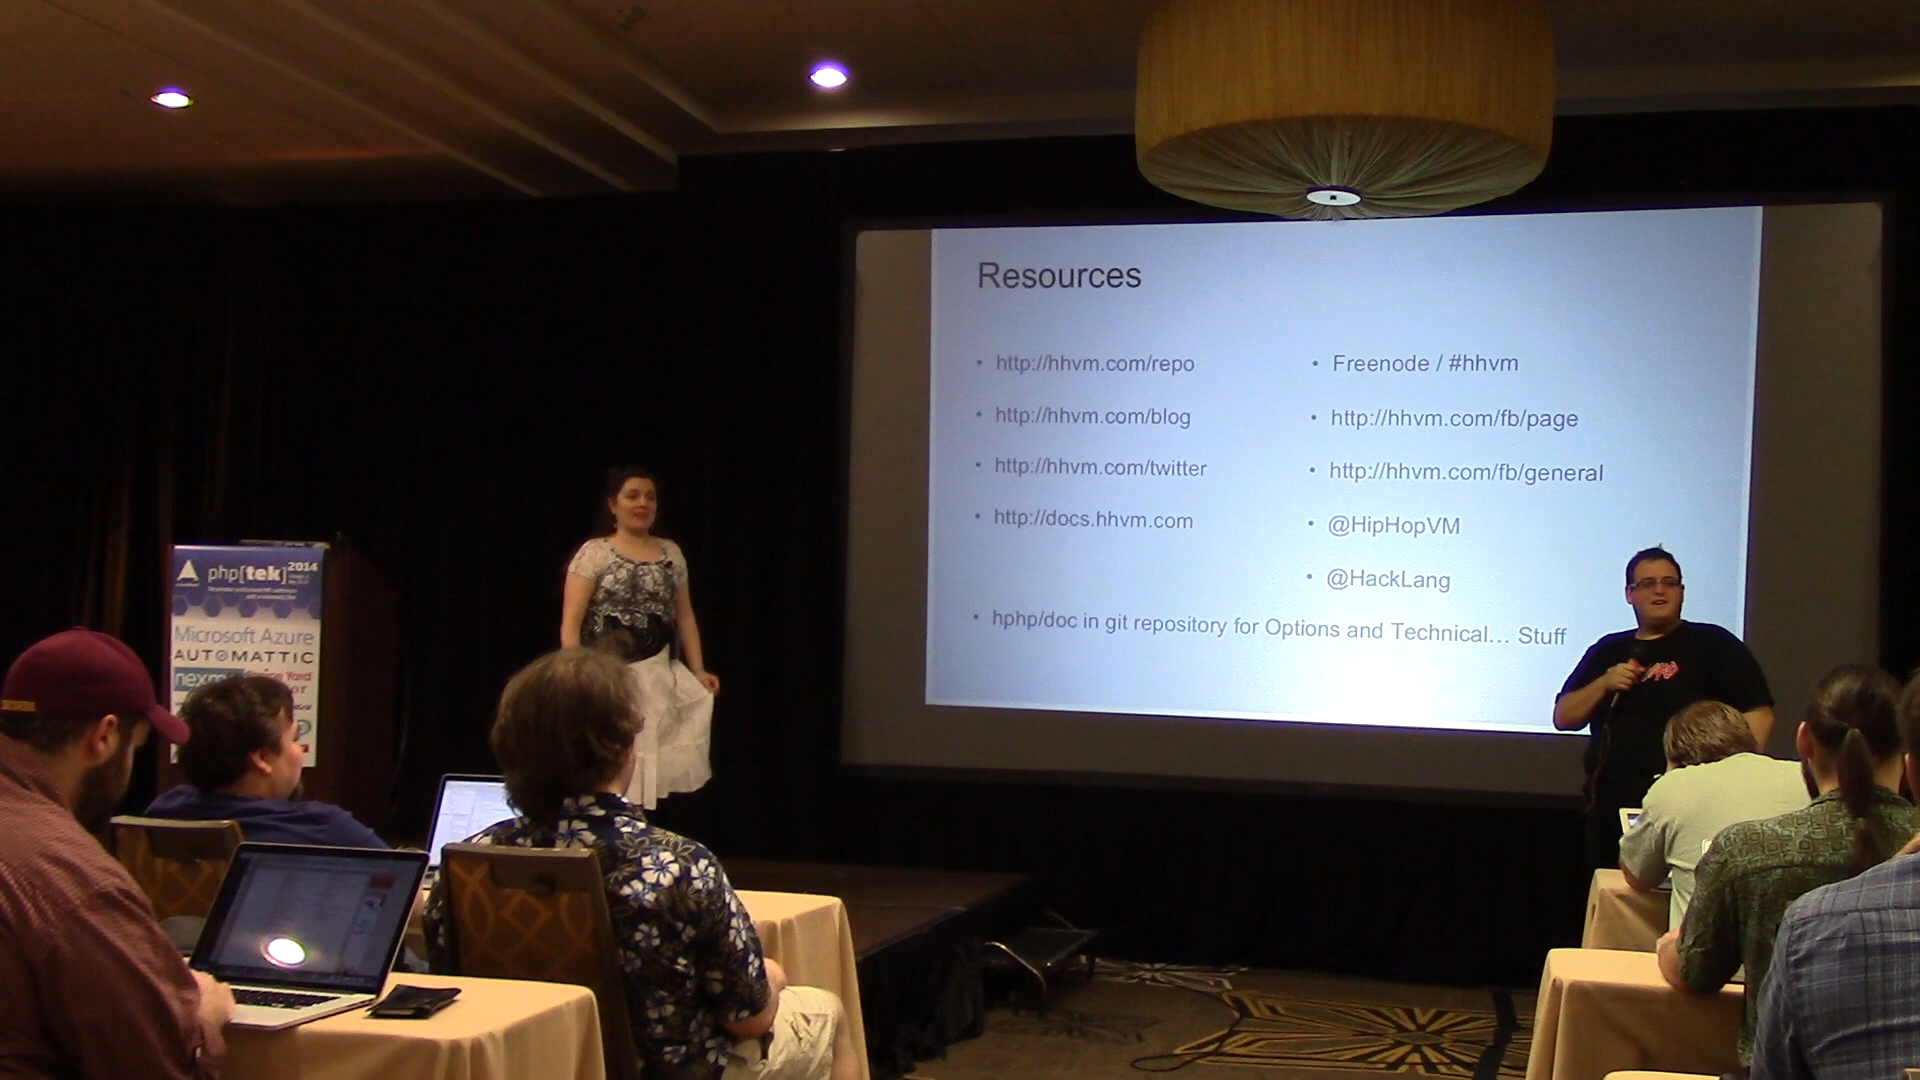 Resources
• http://hhvm.com/repo
• http://hhvm.com/blog
• http://hhvm.com/twitter
• http://docs.hhvm.com
• Freenode / #hhvm
• http://hhvm.com/fb/page
• http://hhvm.com/fb/general
• @HipHopVM
• @HackLang
• hphp/doc in git repository for Options and Technical... Stuff
php[tek] 2014
Microsoft Azure
AUTOMATTIC